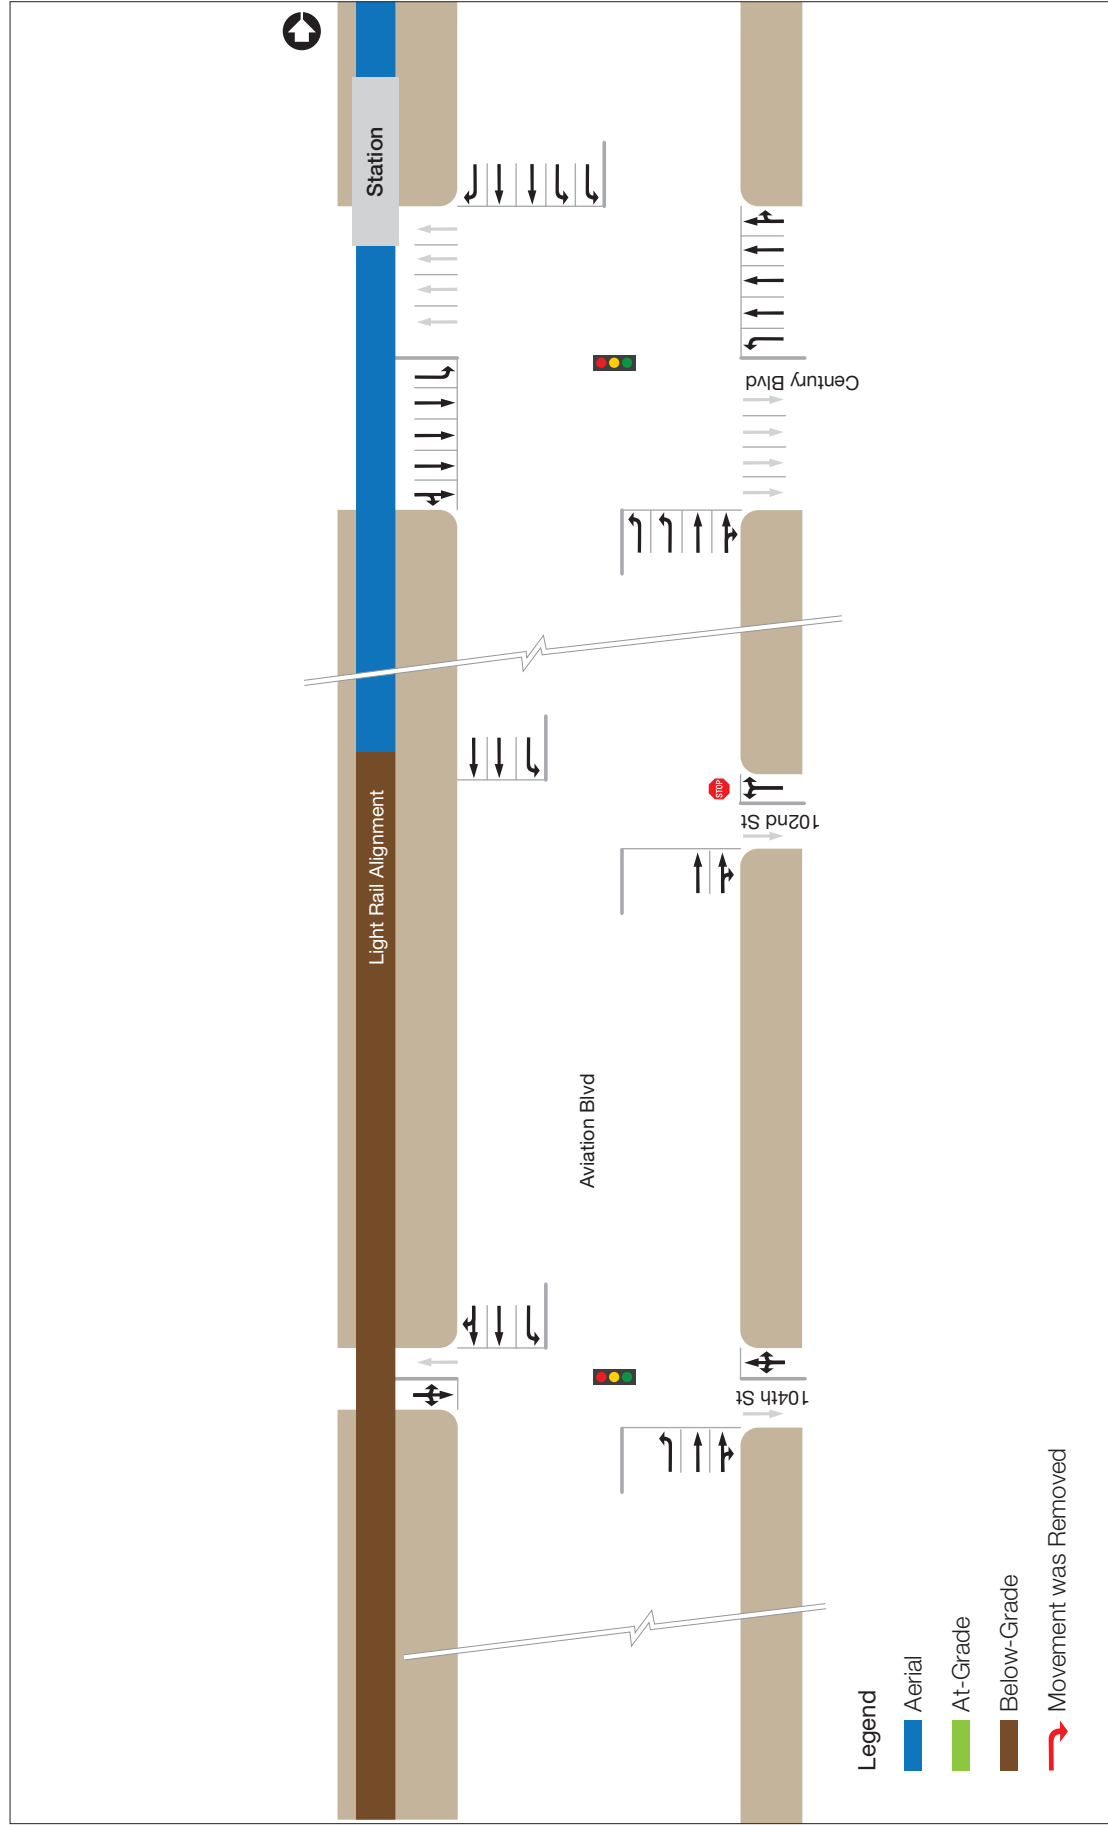 Station
Century Blvd
Light Rail Alignment
STOP
102nd St
Aviation Blvd
104th St
Legend
Aerial
At-Grade
Below-Grade
Movement was Removed